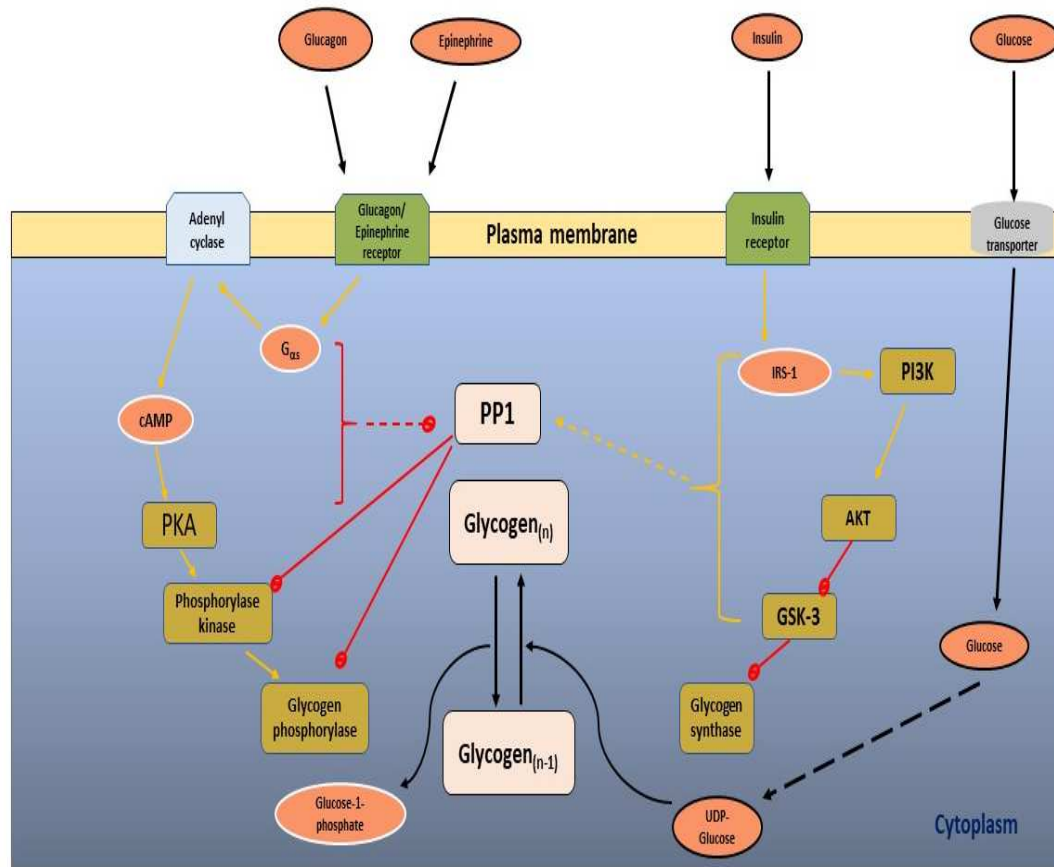 Glucagon
Epinephrine
Insulin
Glucose
Adenyl
cyclase
Glucagon/
Epinephrine
receptor
Plasma membrane
Insulin
receptor
Glucose
transporter
Gαs
IRS-1
PI3K
cAMP
PP1
PKA
Glycogen(n)
AKT
Phosphorylase
kinase
GSK-3
Glucose
Glycogen
phosphorylase
Glycogen
synthase
Glycogen(n-1)
Glucose-1-
phosphate
UDP-
Glucose
Cytoplasm